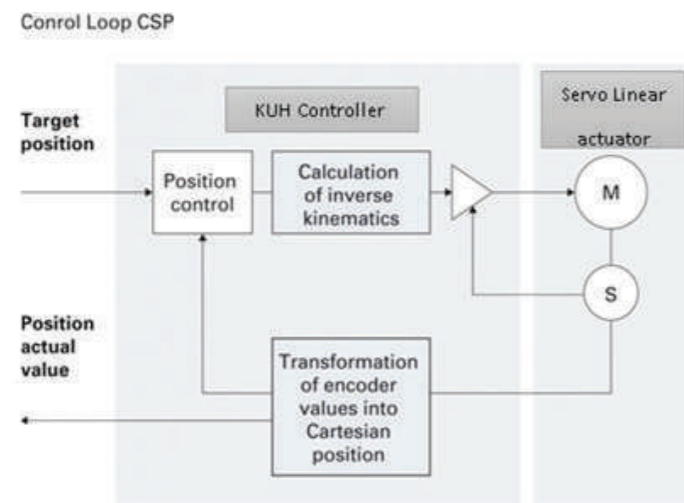 Conrol Loop CSP
KUH Controller
Servo Linear
actuator
Target
position
Position
control
Calculation
of inverse
kinematics
M
S
Position
actual
value
Transformation
of encoder
values into
Cartesian
position